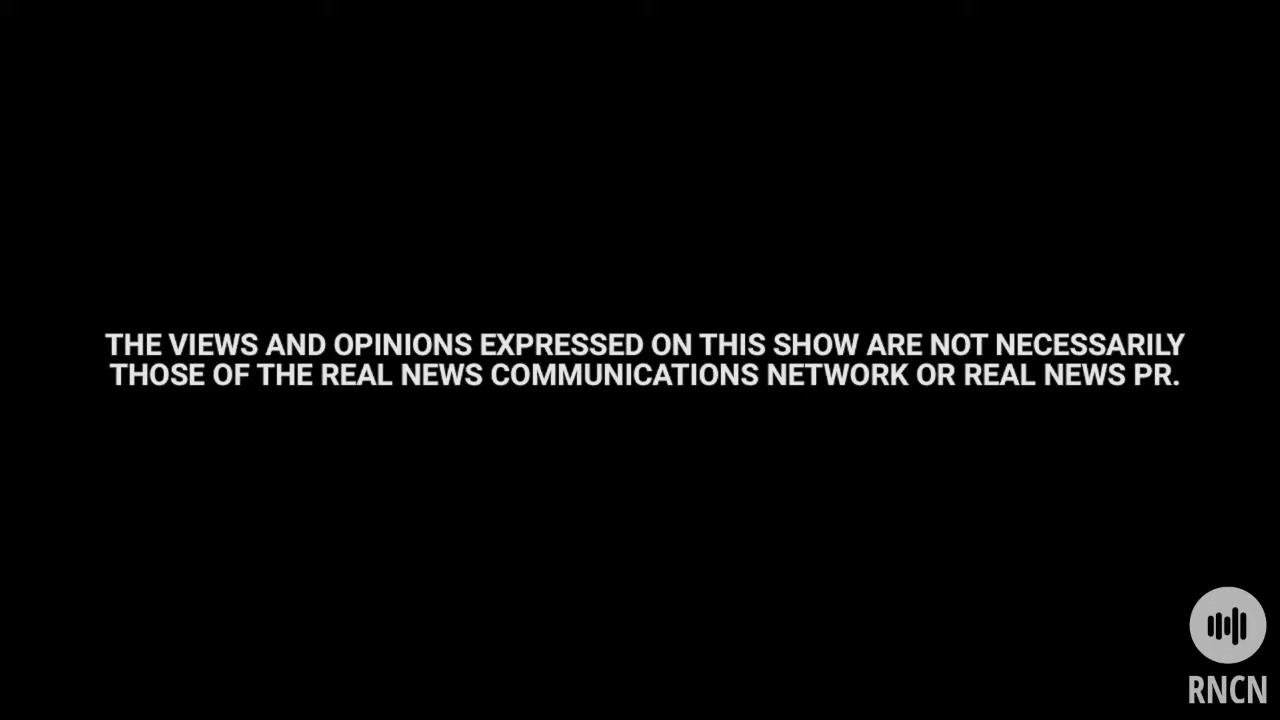 THE VIEWS AND OPINIONS EXPRESSED ON THIS SHOW ARE NOT NECESSARILY
THOSE OF THE REAL NEWS COMMUNICATIONS NETWORK OR REAL NEWS PR.
RNCN